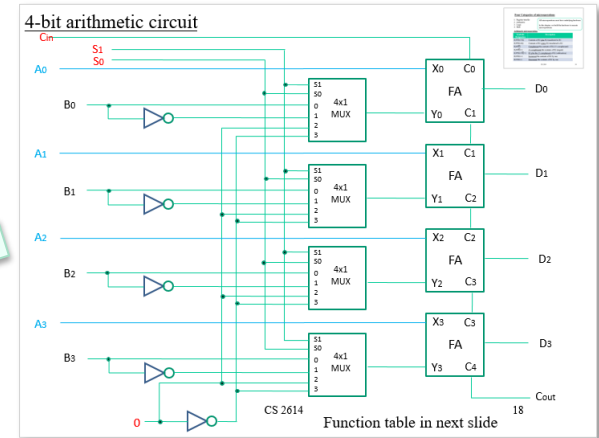 4-bit arithmetic circuit
Cin
S1
S0
A0
B0
S1
S0
0
1
2
3
4x1
MUX
X0 C0
FA
Y0 C1
D0
A1
B1
S1
S0
0
1
2
3
4x1
MUX
X1 C1
FA
Y1 C2
D1
A2
B2
S1
S0
0
1
2
3
4x1
MUX
X2 C2
FA
Y2 C3
D2
A3
B3
S1
S0
0
1
2
3
4x1
MUX
X3 C3
FA
Y3 C4
D3
Cout
0
CS 2614
18
Function table in next slide